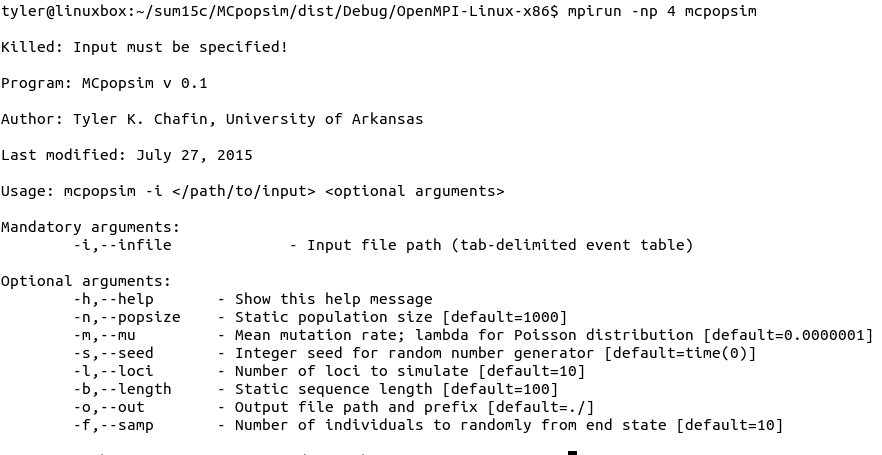 tyler@linuxbox:~/sum15c/MCpopsim/dist/Debug/OpenMPI-Linux-x86$ mpirun -np 4 mcpopsim
Killed: Input must be specified!
Program: MCpopsim v 0.1
Author: Tyler K. Chafin, University of Arkansas
Last modified: July 27, 2015
Usage: mcpopsim -i </path/to/input> <optional arguments>
Mandatory arguments:
-i,--infile - Input file path (tab-delimited event table)
Optional arguments:
-h,--help - Show this help message
-n,--popsize - Static population size [default=1000]
-m,--mu - Mean mutation rate; lambda for Poisson distribution [default=0.0000001]
-s,--seed - Integer seed for random number generator [default=time(0)]
-l,--loci - Number of loci to simulate [default=10]
-b,--length - Static sequence length [default=100]
-o,--out - Output file path and prefix [default=./]
-f,--samp - Number of individuals to randomly from end state [default=10]